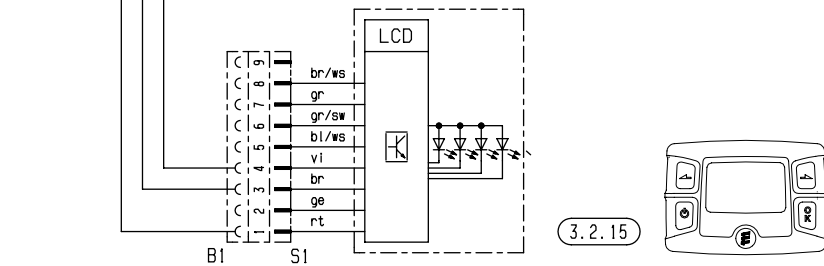 LCD
9
8
br/ws
7
gr
6
gr/sw
5
bl/ws
4
vi
3
br
2
ge
1
rt
B1
S1
3.2.15
OK